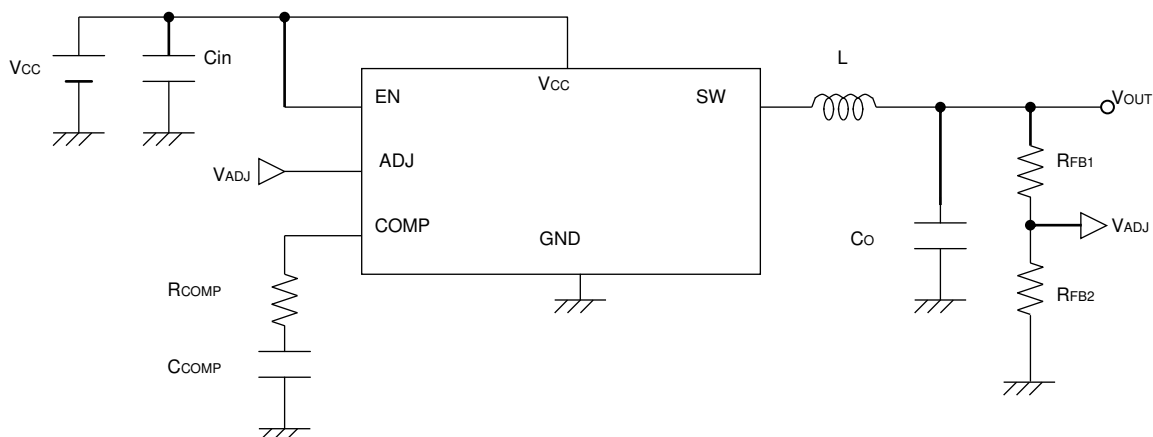 L
Cin
VCC
VCC
EN
SW
VOUT
ADJ
RFB1
VADJ
COMP
VADJ
GND
CO
RCOMP
RFB2
CCOMP